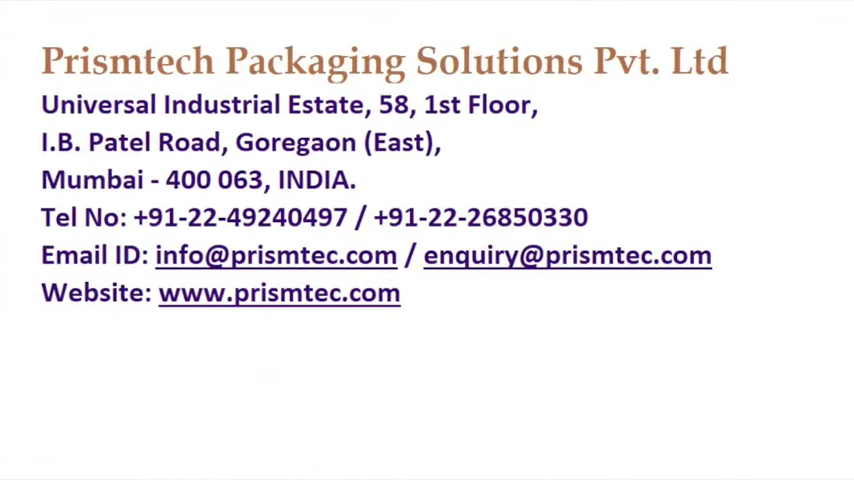 Prismtech Packaging Solutions Pvt. Ltd
Universal Industrial Estate, 58, 1st Floor,
I.B. Patel Road, Goregaon (East),
Mumbai - 400 063, INDIA.
Tel No: +91-22-49240497 / +91-22-26850330
Email ID: info@prismtec.com / enquiry@prismtec.com
Website: www.prismtec.com